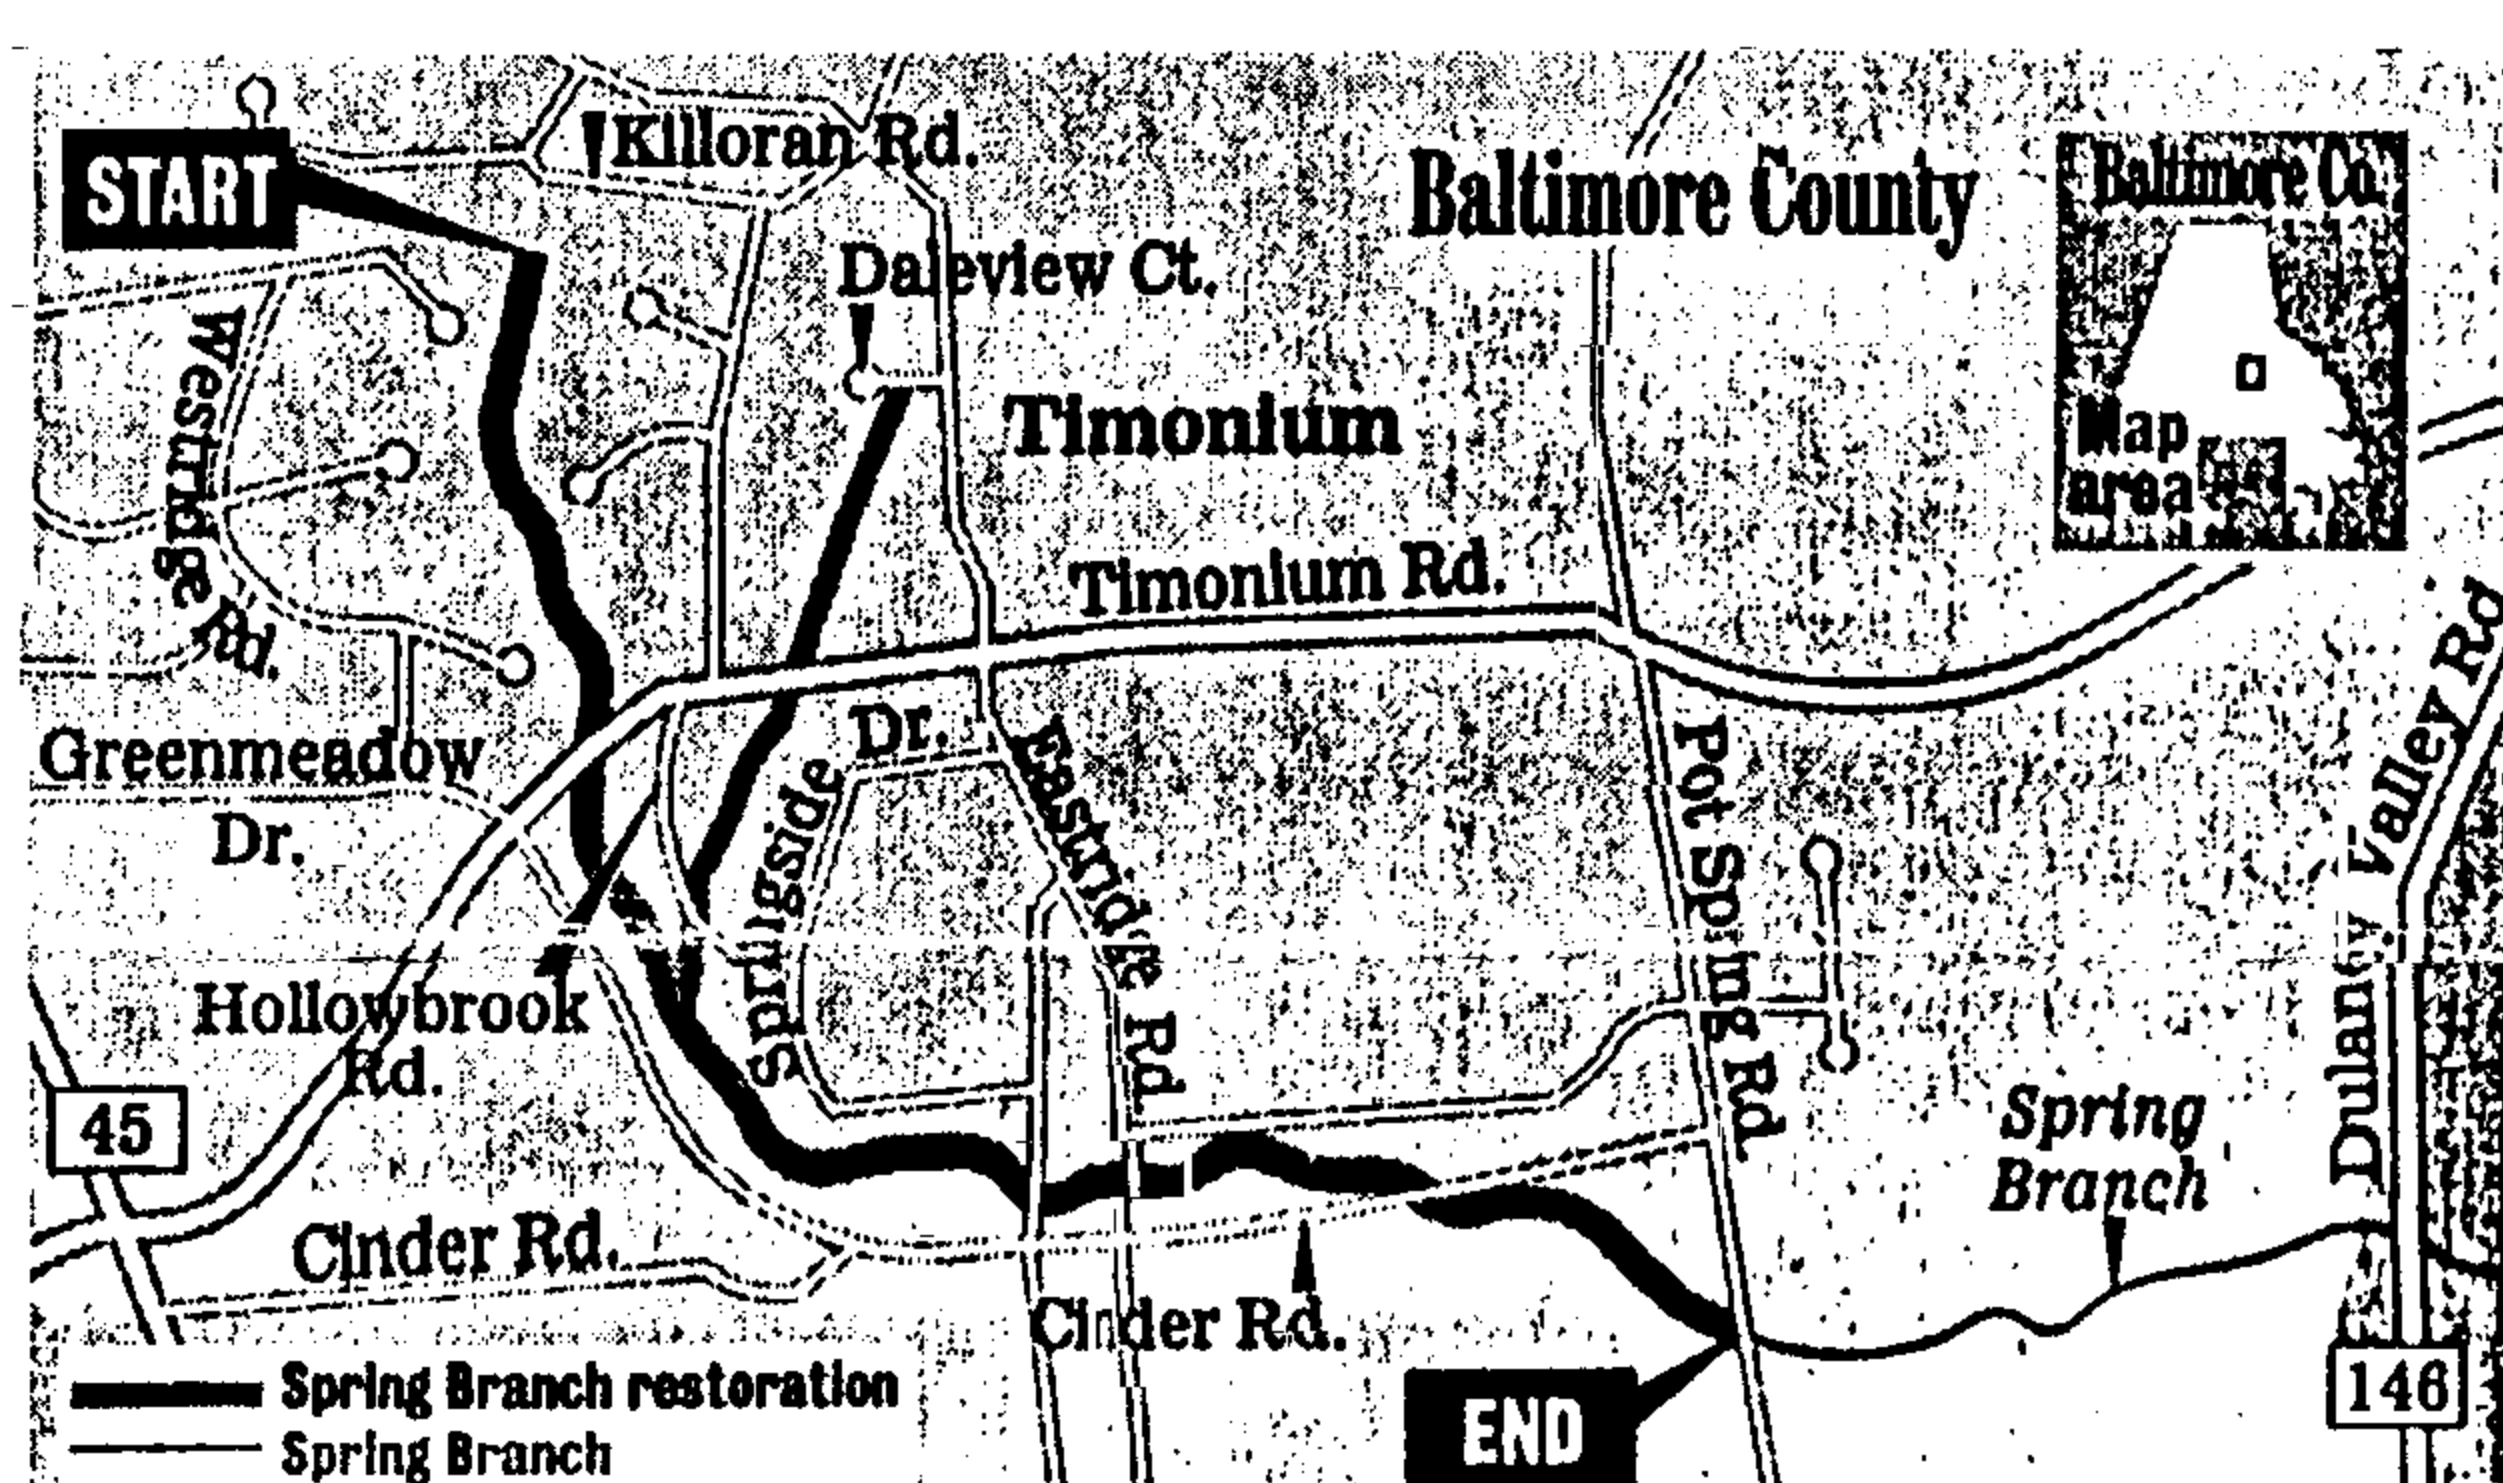 START
Killoran Rd.
Baltimore County
Baltimore Co.
Daleview Ct.
Westridge Rd.
Timonium
Map
area
Timonium Rd.
Greenmeadow
Dr.
Springside Dr.
Eastridge Rd.
Pot Spring Rd.
Dulaney Valley Rd.
Hollowbrook
Rd.
45
Spring
Branch
Cinder Rd.
Cinder Rd.
146
Spring Branch restoration
Spring Branch
END